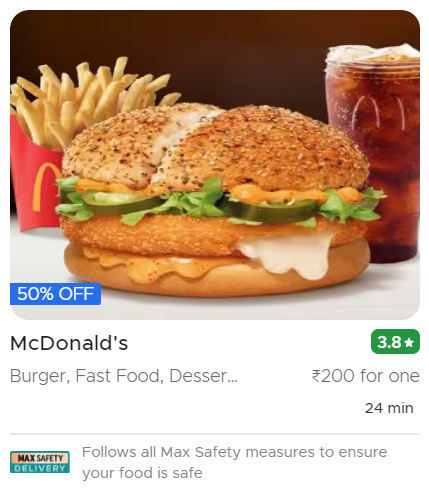 50% OFF
McDonald's
3.8★
Burger, Fast Food, Desser...
₹200 for one
24 min
MAX SAFETY
DELIVERY
Follows all Max Safety measures to ensure
your food is safe